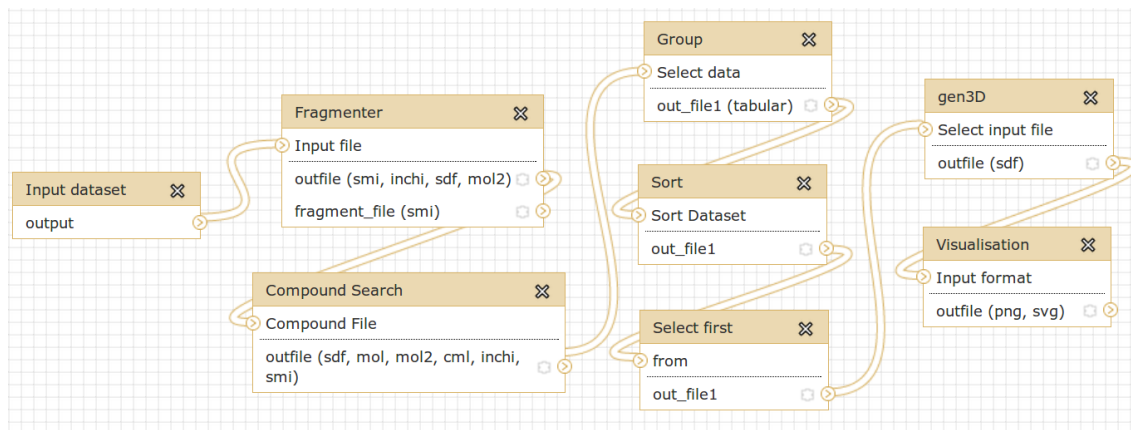 Input dataset
output
Fragmenter
Input file
outfile (smi, inchi, sdf, mol2)
fragment_file (smi)
Compound Search
Compound File
outfile (sdf, mol, mol2, cml, inchi,
smi)
Group
Select data
out_file1 (tabular)
Sort
Sort Dataset
out_file1
Select first
from
out_file1
gen3D
Select input file
outfile (sdf)
Visualisation
Input format
outfile (png, svg)